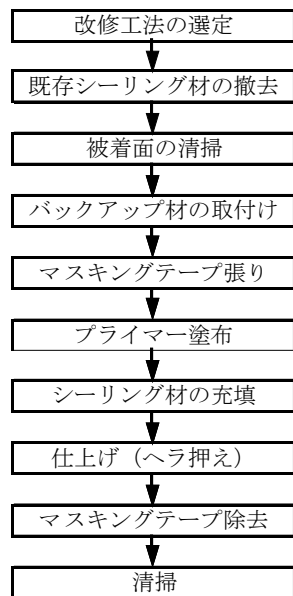 改修工法の選定
既存シーリング材の撤去
被着面の清掃
バックアップ材の取付け
マスキングテープ張り
プライマー塗布
シーリング材の充填
仕上げ（ヘラ押え）
マスキングテープ除去
清掃